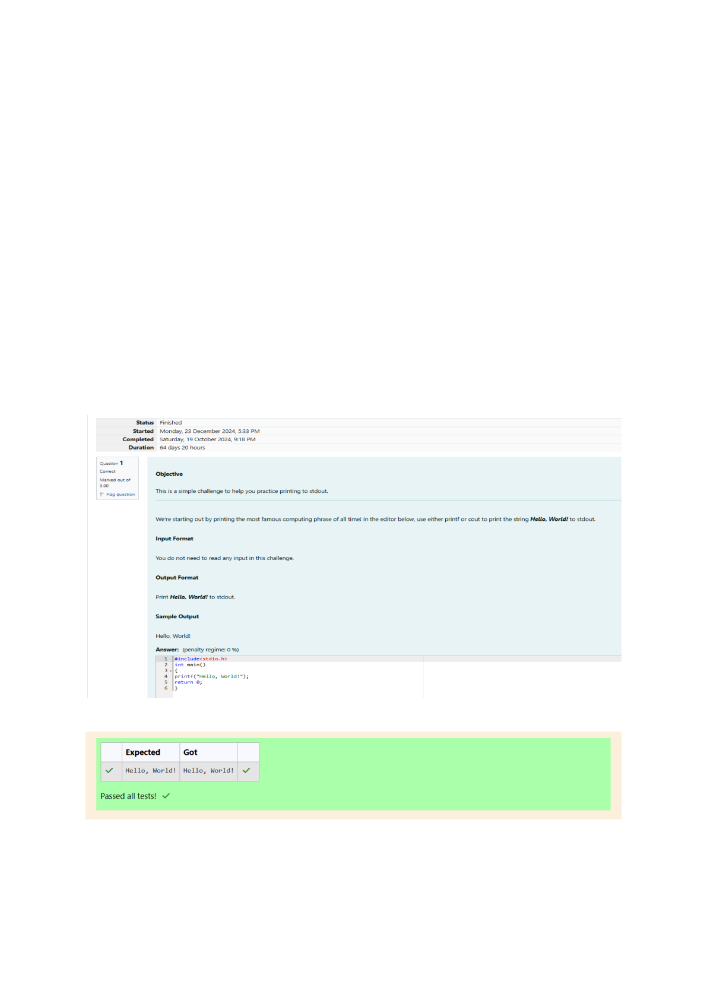 Status Finished
Started Monday, 23 December 2024, 5:33 PM
Completed Saturday, 19 October 2024, 9:18 PM
Duration 64 days 20 hours
Question 1
Correct
Marked out of
3.00
Flag question
Objective
This is a simple challenge to help you practice printing to stdout.
We're starting out by printing the most famous computing phrase of all time! In the editor below, use either printf or cout to print the string Hello, World! to stdout.
Input Format
You do not need to read any input in this challenge.
Output Format
Print Hello, World! to stdout.
Sample Output
Hello, World!
Answer: (penalty regime: 0 %)
1 #include<stdio.h>
2 int main()
3 {
4 printf("Hello, World!");
5 return 0;
6 }
Expected Got
Hello, World! Hello, World!
Passed all tests!